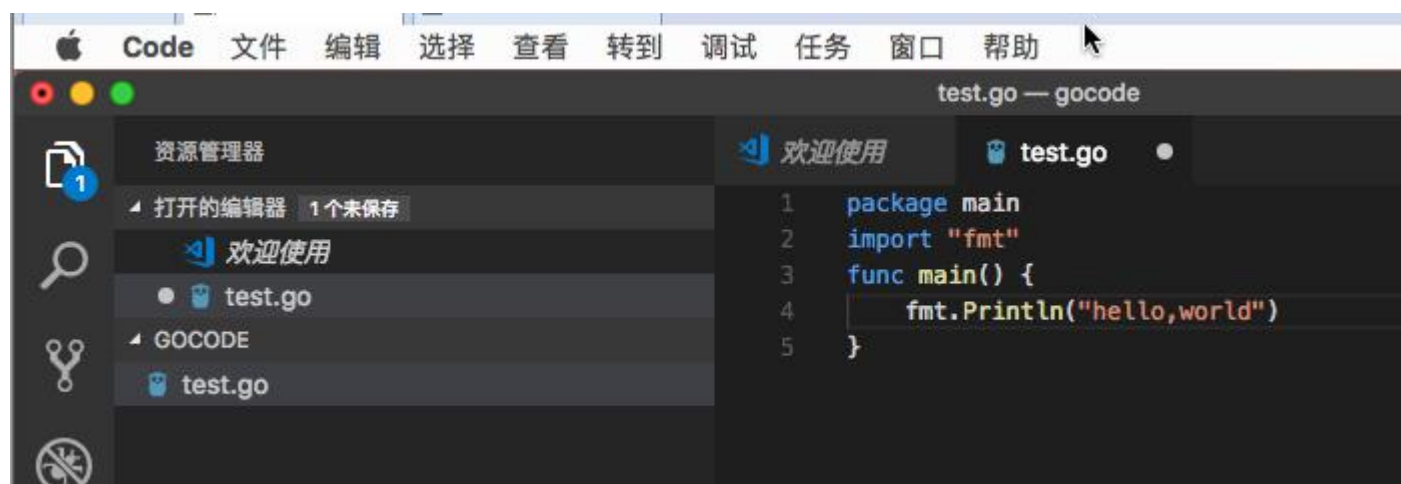 Code 文件 编辑 选择 查看 转到 调试 任务 窗口 帮助
test.go — gocode
资源管理器
欢迎使用 test.go
1
打开的编辑器 1个未保存
欢迎使用
test.go
GOCODE
test.go
1 package main
2 import "fmt"
3 func main() {
4 fmt.Println("hello,world")
5 }